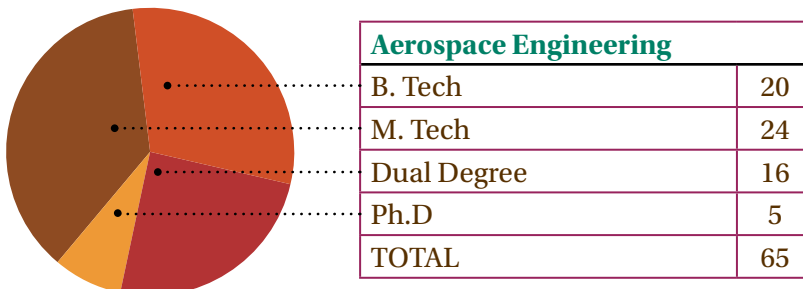 Aerospace Engineering
B. Tech 20
M. Tech 24
Dual Degree 16
Ph.D 5
TOTAL 65